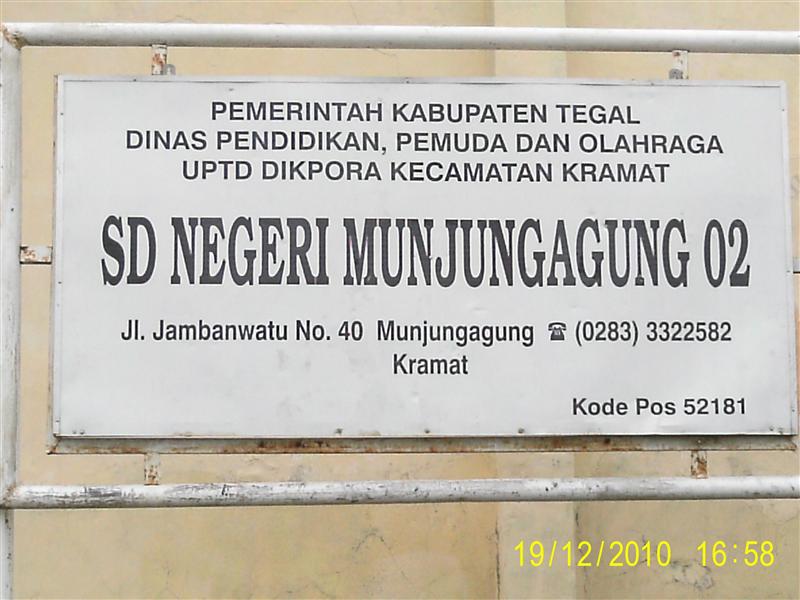 PEMERINTAH KABUPATEN TEGAL
DINAS PENDIDIKAN, PEMUDA DAN OLAHRAGA
UPTD DIKPORA KECAMATAN KRAMAT
SD NEGERI MUNJUNGAGUNG 02
Jl. Jambanwatu No. 40 Munjungagung ☎ (0283) 3322582
Kramat
Kode Pos 52181
19/12/2010 16:58